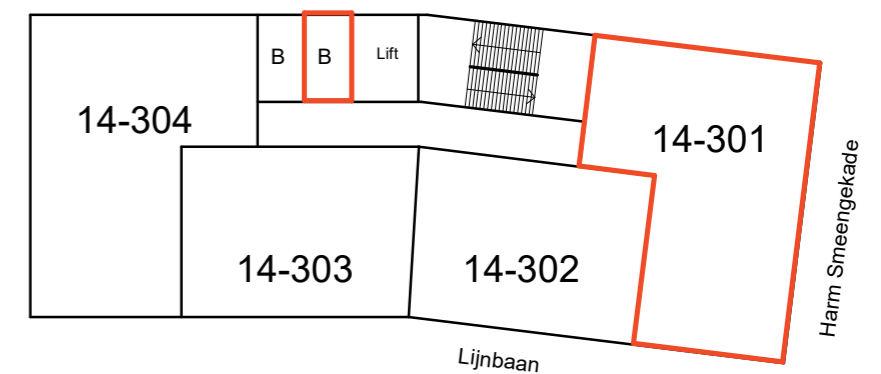 B
B
Lift
14-304
14-301
14-303
14-302
Harm Smeengekade
Lijnbaan